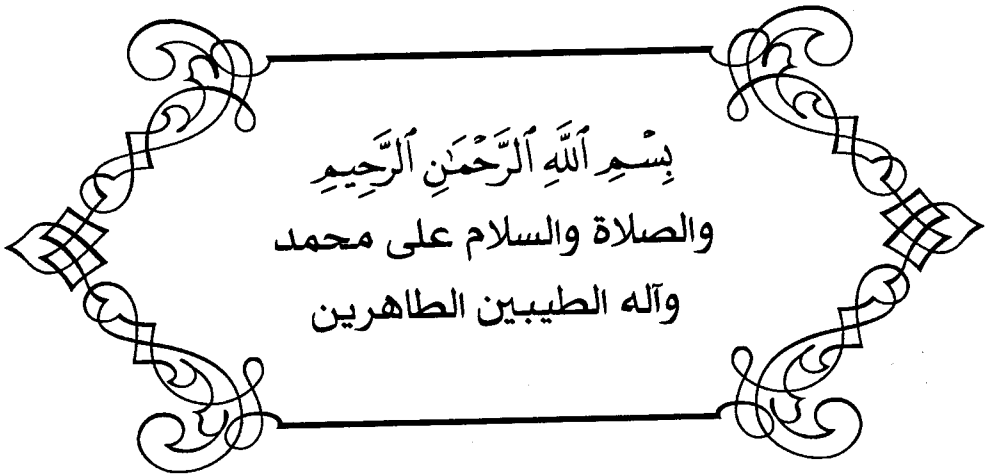 بِسْمِ ٱللَّهِ ٱلرَّحْمَٰنِ ٱلرَّحِيمِ
والصلاة والسلام على محمد
وآله الطيبين الطاهرين